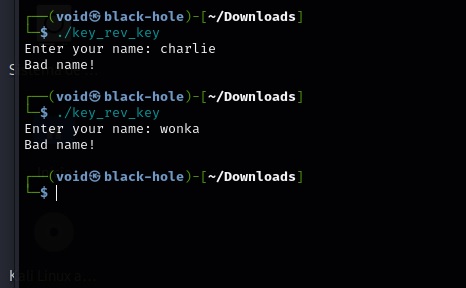 ┌──(void㉿black-hole)-[~/Downloads]
└─$ ./key_rev_key
Enter your name: charlie
Bad name!
┌──(void㉿black-hole)-[~/Downloads]
└─$ ./key_rev_key
Enter your name: wonka
Bad name!
┌──(void㉿black-hole)-[~/Downloads]
└─$